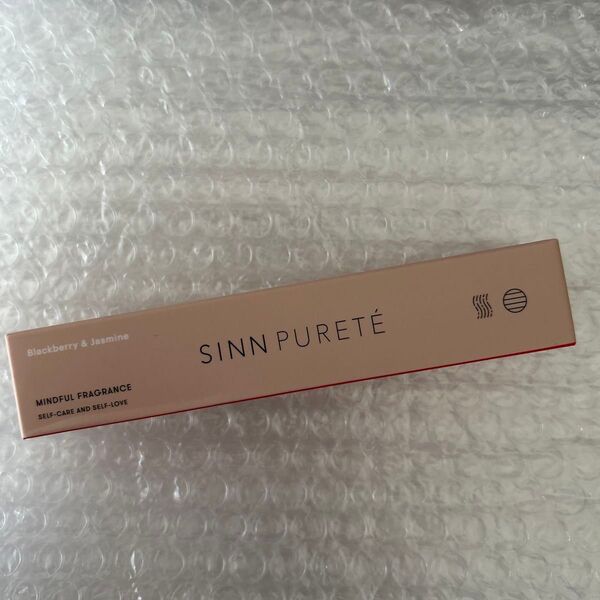 Blackberry & Jasmine
MINDFUL FRAGRANCE
SELF-CARE AND SELF-LOVE
SINN PURETÉ